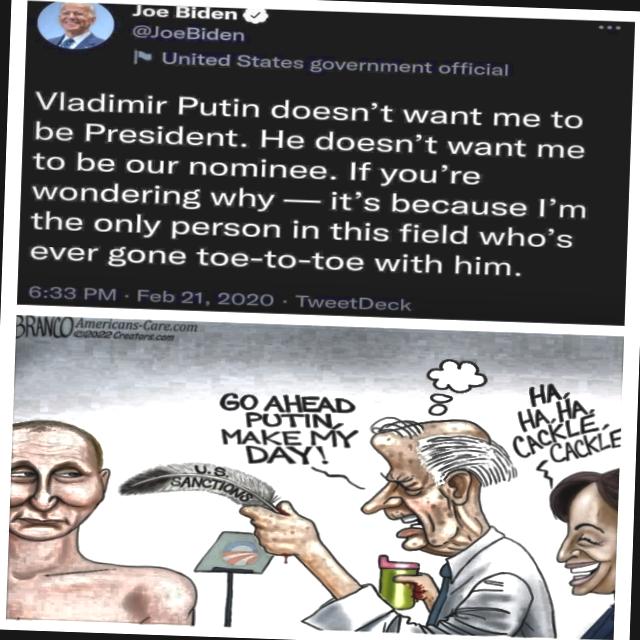 Joe Biden
@JoeBiden
United States government official
Vladimir Putin doesn't want me to
be President. He doesn't want me
to be our nominee. If you're
wondering why — it's because I'm
the only person in this field who's
ever gone toe-to-toe with him.
6:33 PM · Feb 21, 2020 · TweetDeck
BRANCO Americans-Care.com
©2022 Creators.com
GO AHEAD
PUTIN,
MAKE MY
DAY!
U.S.
SANCTIONS
HA,
HA, HA,
CACKLE,
CACKLE